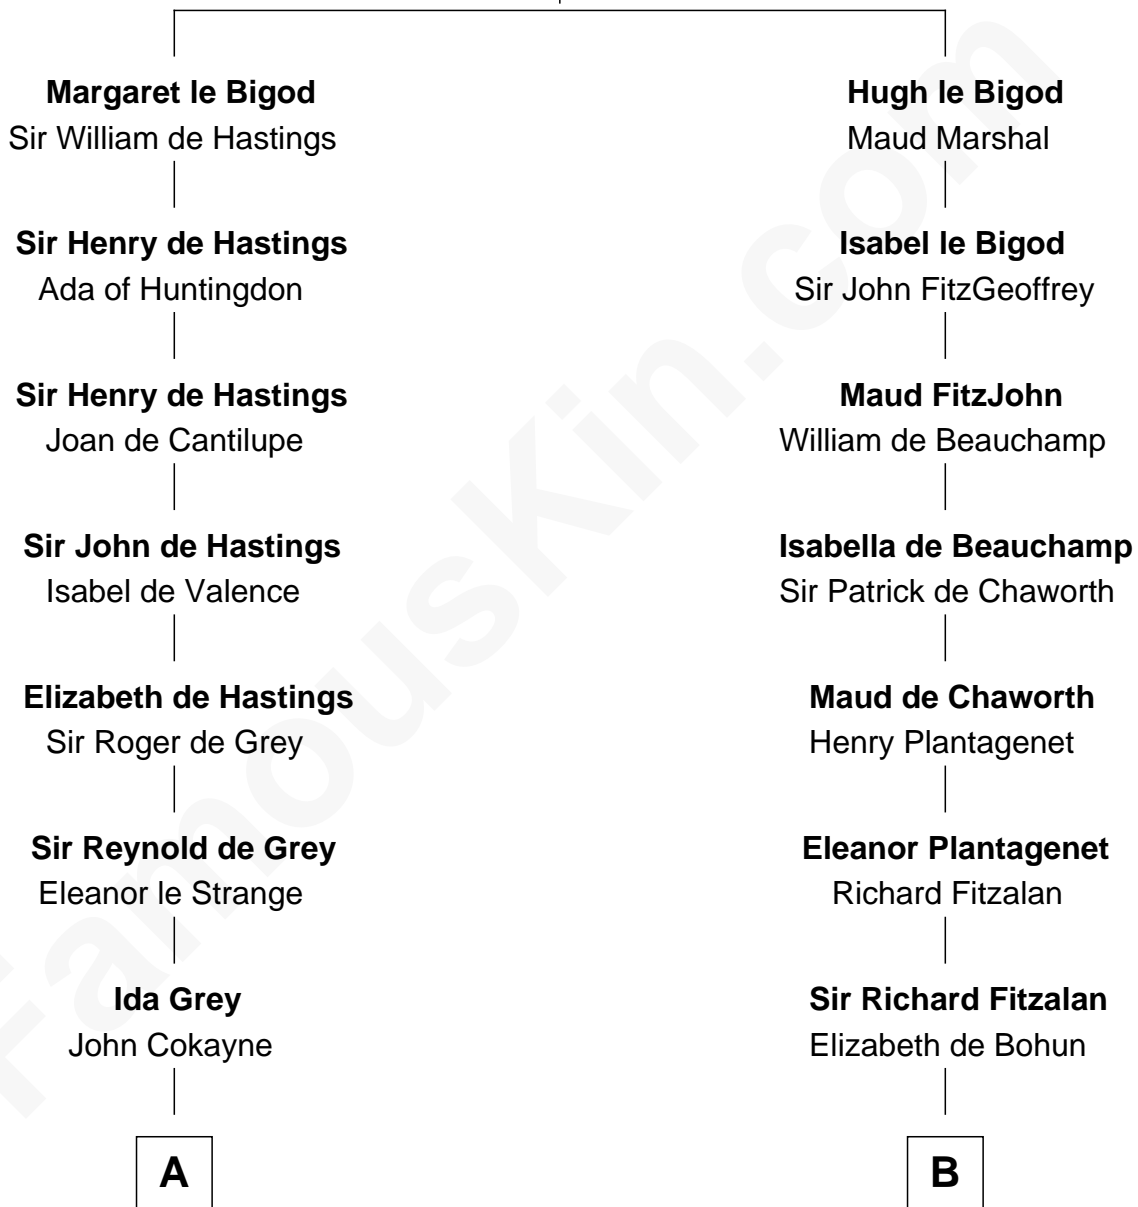 Margaret le Bigod
Sir William de Hastings
Sir Henry de Hastings
Ada of Huntingdon
Sir Henry de Hastings
Joan de Cantilupe
Sir John de Hastings
Isabel de Valence
Elizabeth de Hastings
Sir Roger de Grey
Sir Reynold de Grey
Eleanor le Strange
Ida Grey
John Cokayne
A
Hugh le Bigod
Maud Marshal
Isabel le Bigod
Sir John FitzGeoffrey
Maud FitzJohn
William de Beauchamp
Isabella de Beauchamp
Sir Patrick de Chaworth
Maud de Chaworth
Henry Plantagenet
Eleanor Plantagenet
Richard Fitzalan
Sir Richard Fitzalan
Elizabeth de Bohun
B
FamousKin.com